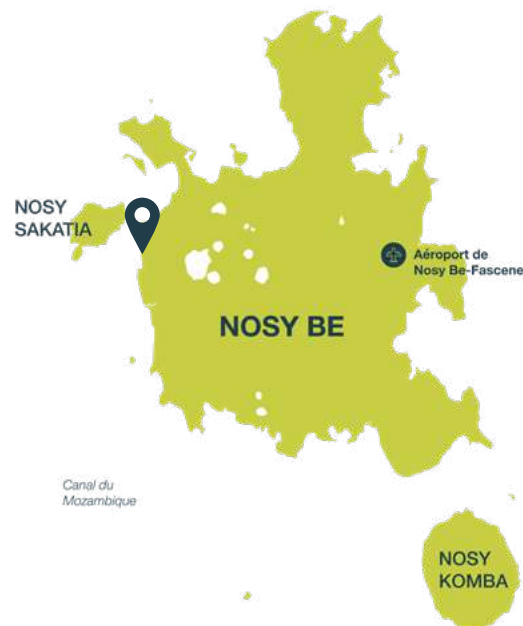 NOSY
SAKATIA
Aéroport de
Nosy Be-Fascene
NOSY BE
Canal du
Mozambique
NOSY
KOMBA